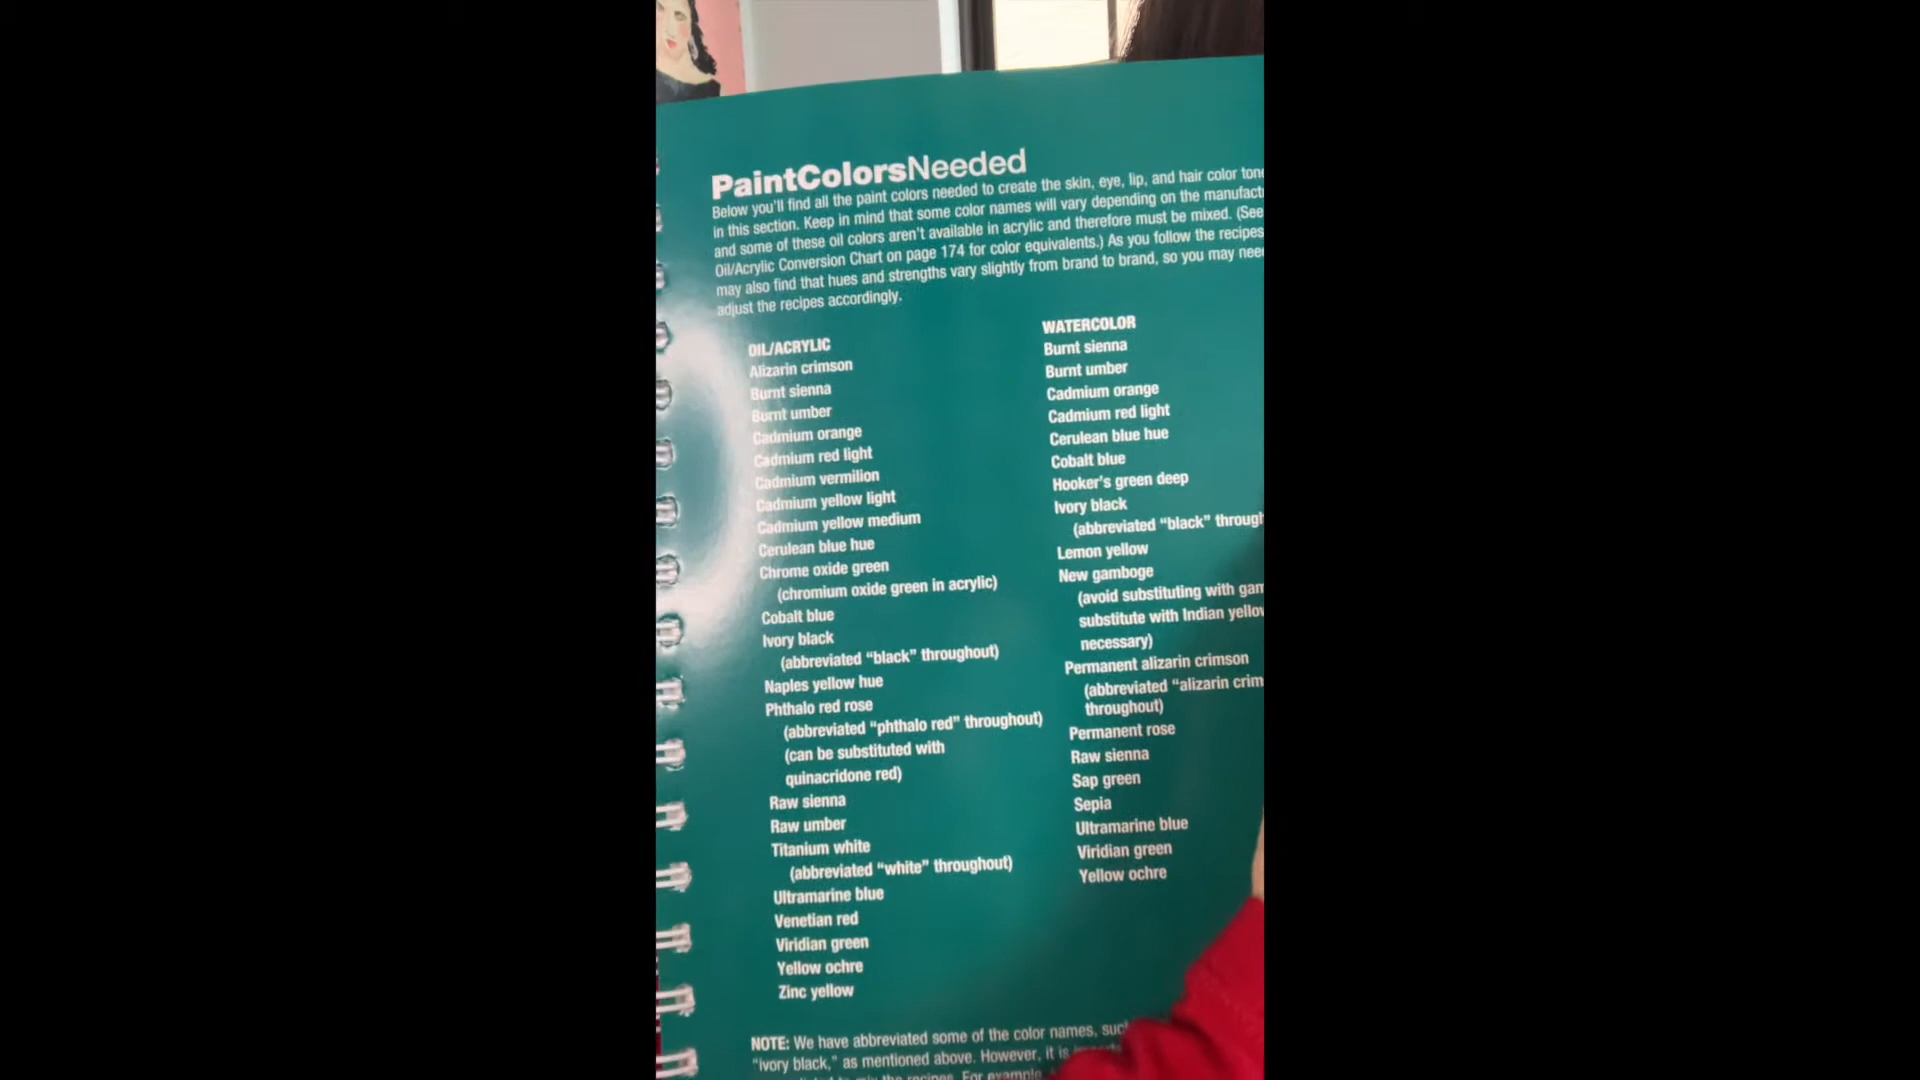 PaintColorsNeeded
Below you'll find all the paint colors needed to create the skin, eye, lip, and hair color
in this section. Keep in mind that some color names will vary depending on the
and some of these oil colors aren't available in acrylic and therefore must be mixed. (See
Oil/Acrylic Conversion Chart on page 174 for color equivalents.) As you follow the recipes
may also find that hues and strengths vary slightly from brand to brand, so you may
adjust the recipes accordingly.
OIL/ACRYLIC
Alizarin crimson
Burnt sienna
Burnt umber
Cadmium orange
Cadmium red light
Cadmium vermilion
Cadmium yellow light
Cadmium yellow medium
Cerulean blue hue
Chrome oxide green
(chromium oxide green in acrylic)
Cobalt blue
Ivory black
(abbreviated “black” throughout)
Naples yellow hue
Phthalo red rose
(abbreviated “phthalo red” throughout)
(can be substituted with
quinacridone red)
Raw sienna
Raw umber
Titanium white
(abbreviated “white” throughout)
Ultramarine blue
Venetian red
Viridian green
Yellow ochre
Zinc yellow
WATERCOLOR
Burnt sienna
Burnt umber
Cadmium orange
Cadmium red light
Cerulean blue hue
Cobalt blue
Hooker's green deep
Ivory black
(abbreviated “black”
Lemon yellow
New gamboge
(avoid substituting with
substitute with Indian
necessary)
Permanent alizarin crimson
(abbreviated “alizarin
throughout)
Permanent rose
Raw sienna
Sap green
Sepia
Ultramarine blue
Viridian green
Yellow ochre
NOTE: We have abbreviated some of the color names,
“ivory black,” as mentioned above. However, it is
the recipes. For example,